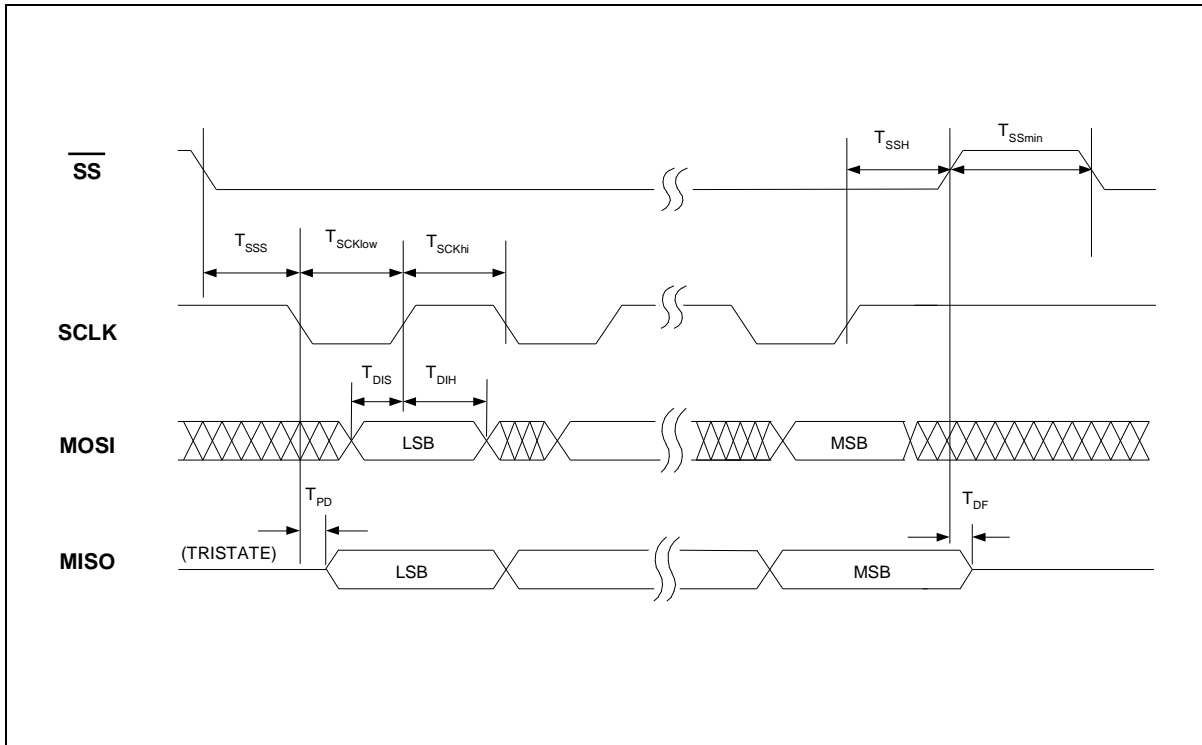 SS
T_SSH
T_SSmin
T_SSS
T_SCKlow
T_SCKhi
SCLK
T_DIS
T_DIH
MOSI
LSB
MSB
T_PD
T_DF
MISO
(TRISTATE)
LSB
MSB